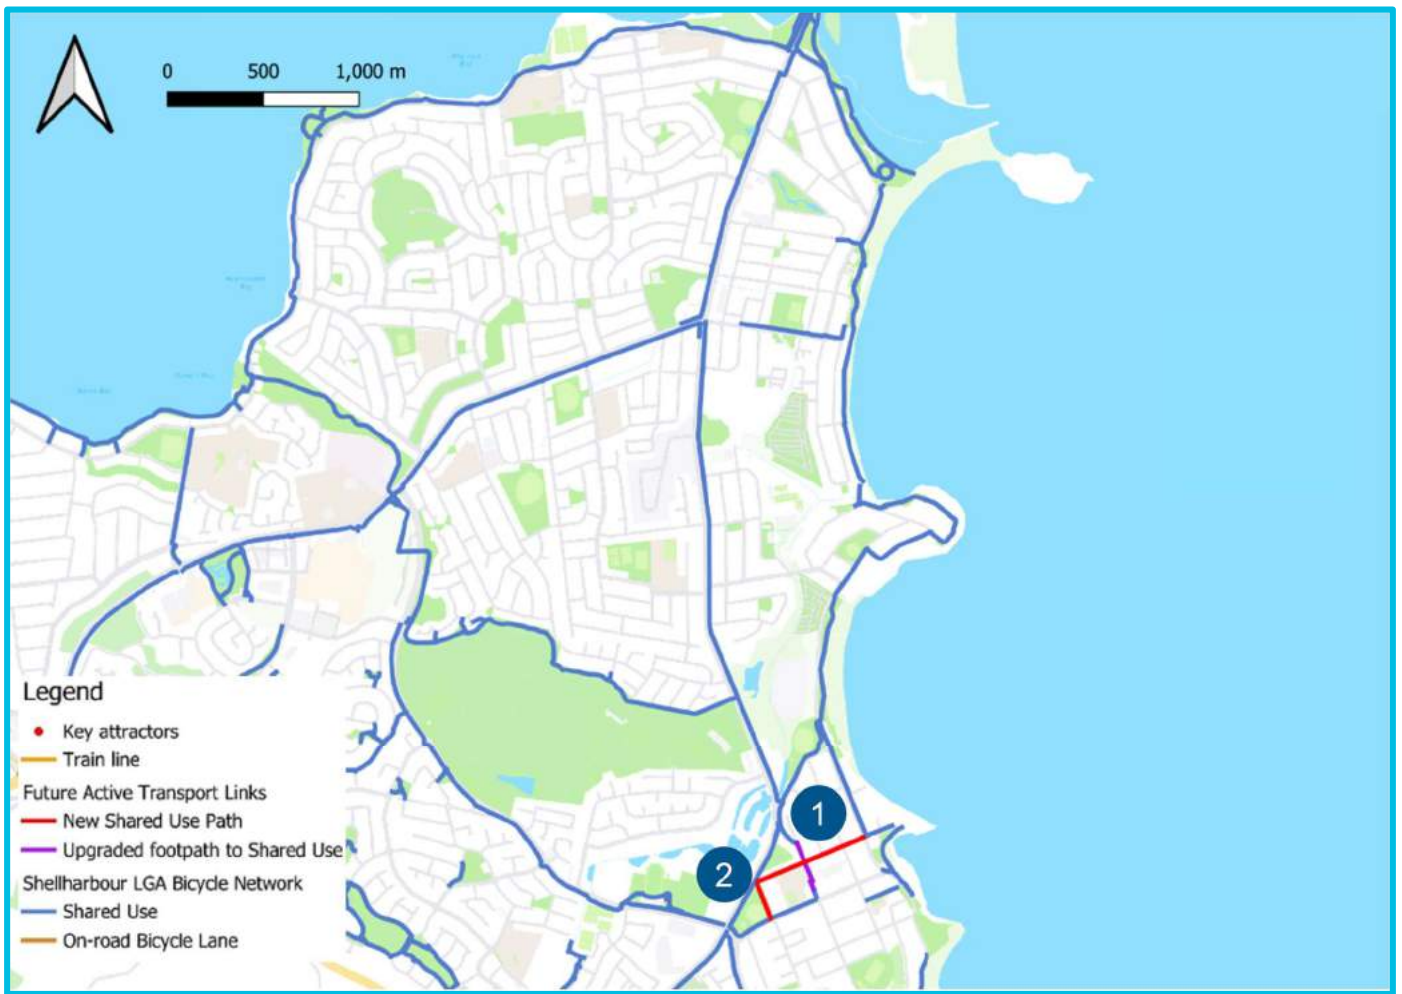 0 500 1,000 m
1
2
Legend
Key attractors
Train line
Future Active Transport Links
New Shared Use Path
Upgraded footpath to Shared Use
Shellharbour LGA Bicycle Network
Shared Use
On-road Bicycle Lane